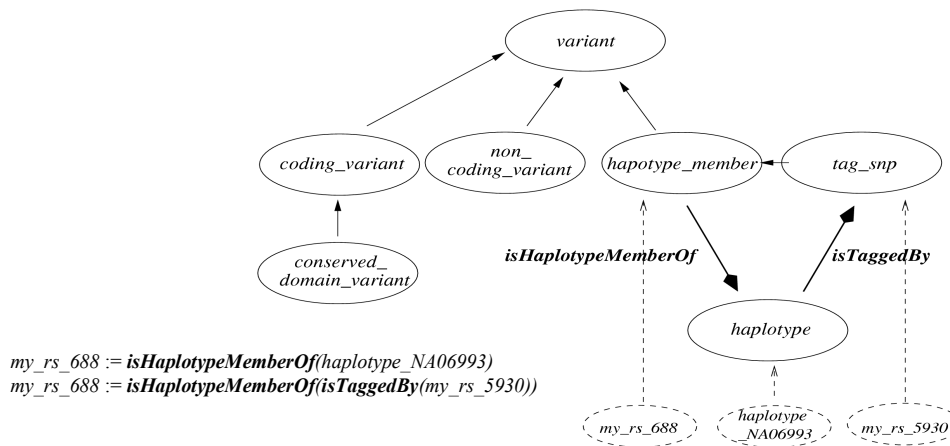 variant
coding_variant
non_
coding_variant
hapotype_member
tag_snp
conserved_
domain_variant
isHaplotypeMemberOf
isTaggedBy
haplotype
my_rs_688 := isHaplotypeMemberOf(haplotype_NA06993)
my_rs_688 := isHaplotypeMemberOf(isTaggedBy(my_rs_5930))
my_rs_688
haplotype
_NA06993
my_rs_5930